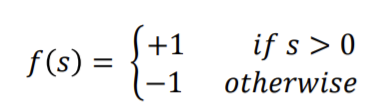 +1 if s > 0
f(s) = {
−1 otherwise